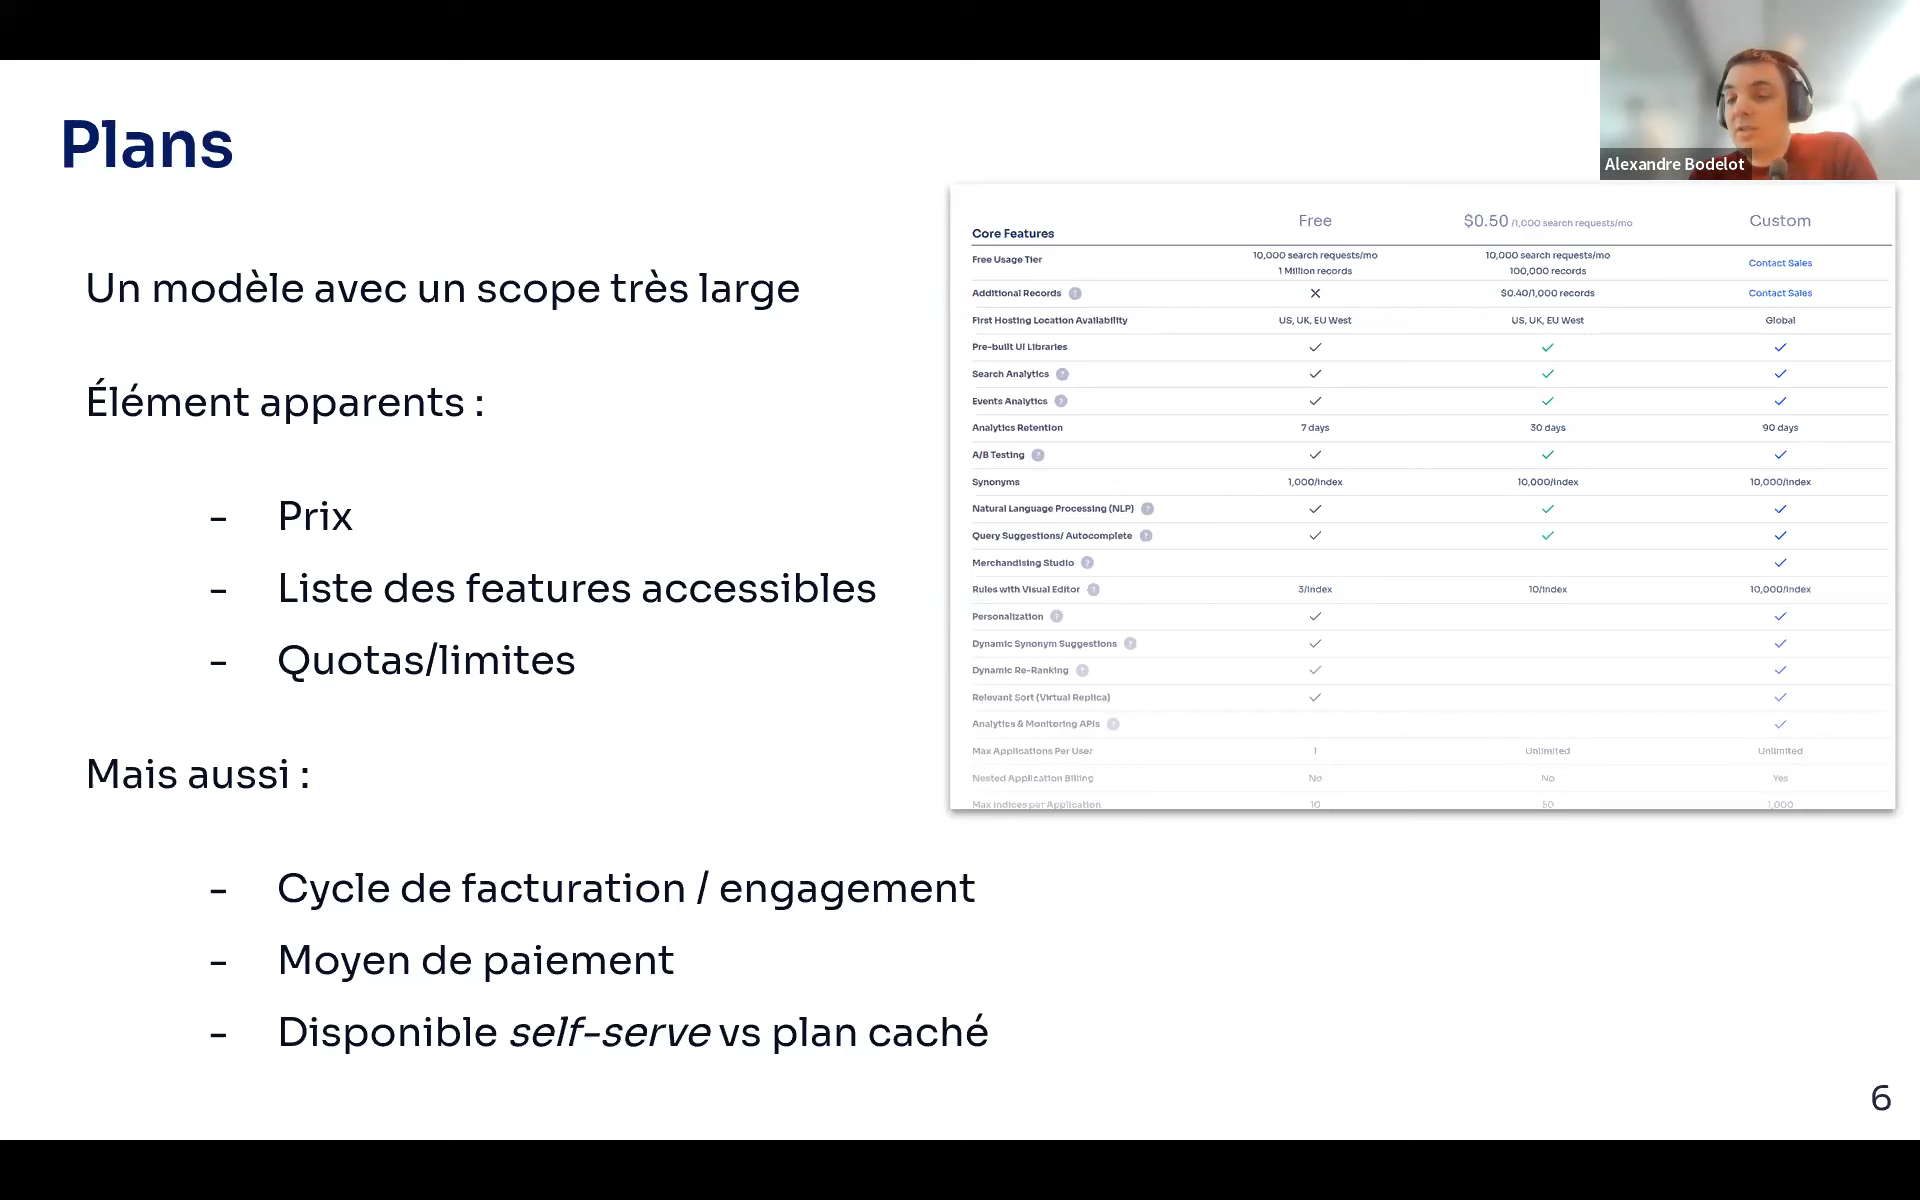 Alexandre Bodelot
Plans
Un modèle avec un scope très large
Élément apparents :
- Prix
- Liste des features accessibles
- Quotas/limites
Mais aussi :
- Cycle de facturation / engagement
- Moyen de paiement
- Disponible self-serve vs plan caché
Core Features Free $0.50 /1,000 search requests/mo Custom
Free Usage Tier 10,000 search requests/mo 1 Million records 10,000 search requests/mo 100,000 records Contact Sales
Additional Records ? ✕ $0.40/1,000 records Contact Sales
First Hosting Location Availability US, UK, EU West US, UK, EU West Global
Pre-built UI Libraries ✓ ✓ ✓
Search Analytics ? ✓ ✓ ✓
Events Analytics ? ✓ ✓ ✓
Analytics Retention 7 days 30 days 90 days
A/B Testing ? ✓ ✓ ✓
Synonyms 1,000/index 10,000/index 10,000/index
Natural Language Processing (NLP) ? ✓ ✓ ✓
Query Suggestions/ Autocomplete ? ✓ ✓ ✓
Merchandising Studio ? ✓
Rules with Visual Editor ? 3/index 10/index 10,000/index
Personalization ? ✓ ✓
Dynamic Synonym Suggestions ? ✓ ✓
Dynamic Re-Ranking ? ✓ ✓
Relevant Sort (Virtual Replica) ✓ ✓
Analytics & Monitoring APIs ? ✓
Max Applications Per User 1 Unlimited Unlimited
Nested Application Billing No No Yes
Max indices per Application 10 50 1,000
6